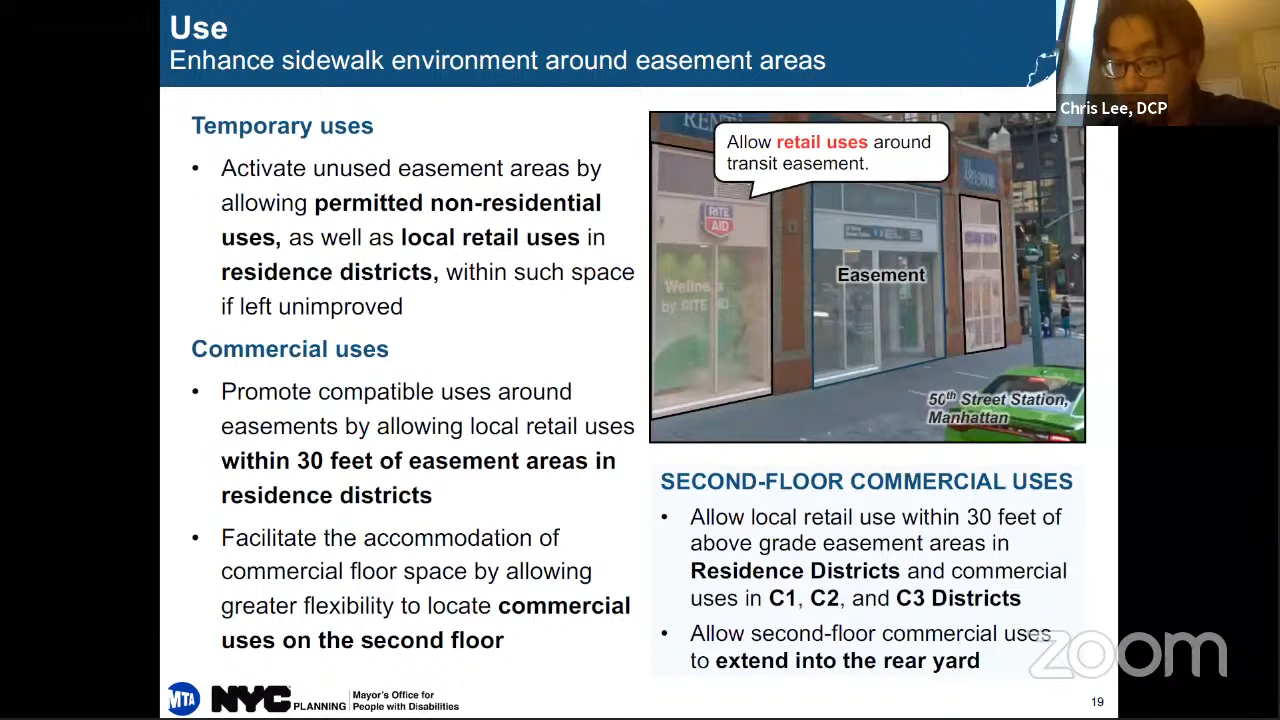 Use
Enhance sidewalk environment around easement areas
Chris Lee, DCP
Temporary uses
• Activate unused easement areas by
allowing permitted non-residential
uses, as well as local retail uses in
residence districts, within such space
if left unimproved
Commercial uses
• Promote compatible uses around
easements by allowing local retail uses
within 30 feet of easement areas in
residence districts
• Facilitate the accommodation of
commercial floor space by allowing
greater flexibility to locate commercial
uses on the second floor
Allow retail uses around
transit easement.
RITE
AID
Wellness
by RITE AID
Easement
50th Street Station,
Manhattan
SECOND-FLOOR COMMERCIAL USES
• Allow local retail use within 30 feet of
above grade easement areas in
Residence Districts and commercial
uses in C1, C2, and C3 Districts
• Allow second-floor commercial uses
to extend into the rear yard
zoom
MTA
NYC PLANNING
Mayor's Office for
People with Disabilities
19